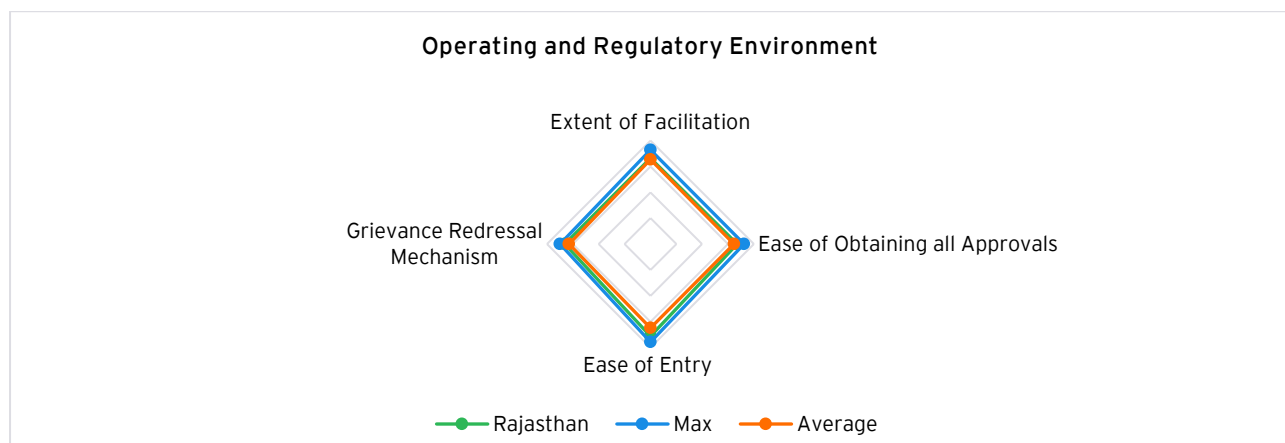 Operating and Regulatory Environment
Extent of Facilitation
Grievance Redressal
Mechanism
Ease of Obtaining all Approvals
Ease of Entry
Rajasthan
Max
Average